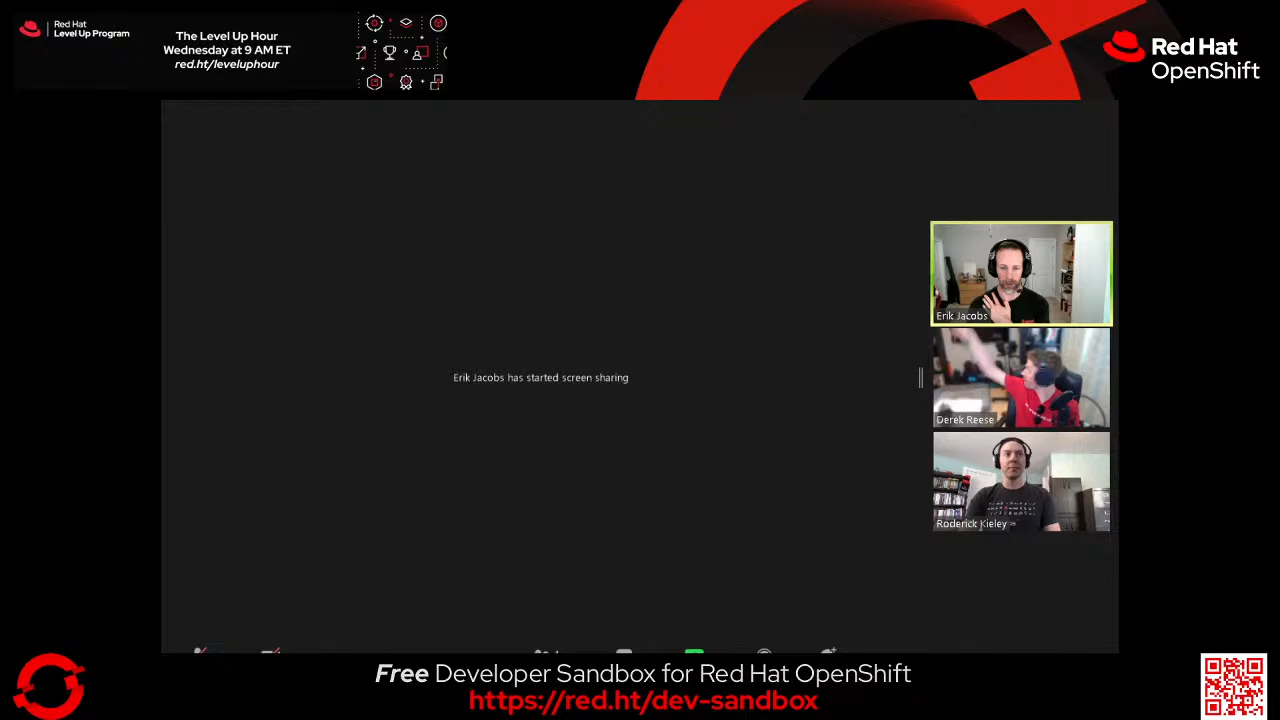 Red Hat
Level Up Program
The Level Up Hour
Wednesday at 9 AM ET
red.ht/leveluphour
Red Hat
OpenShift
Erik Jacobs has started screen sharing
Erik Jacobs
Derek Reese
Roderick Kieley
Free Developer Sandbox for Red Hat OpenShift
https://red.ht/dev-sandbox